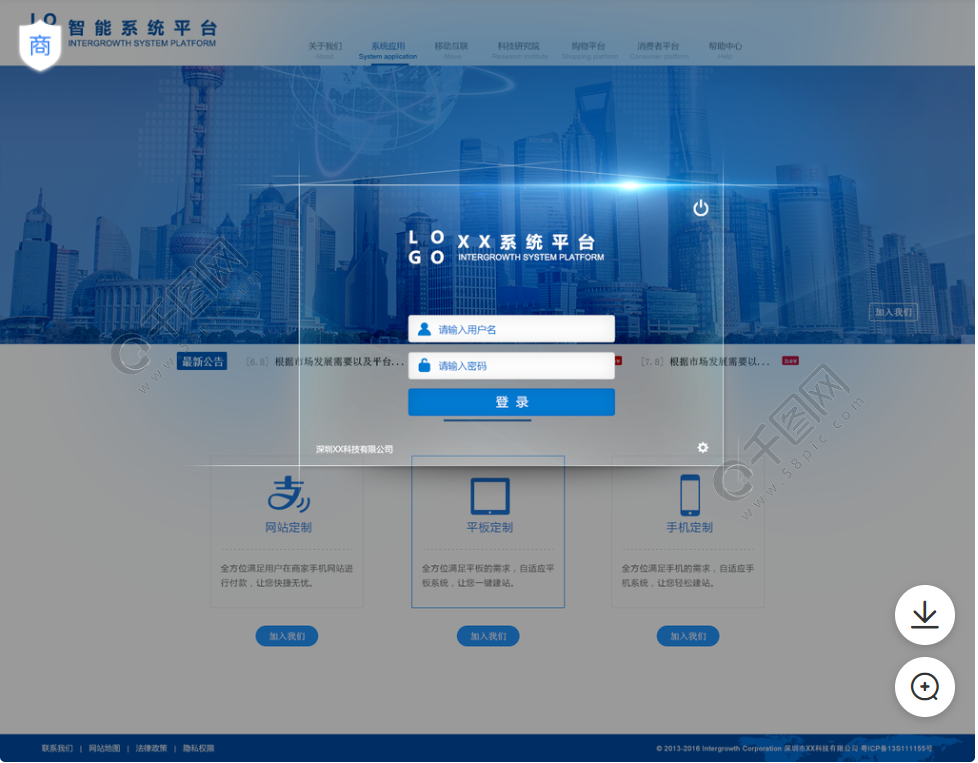 LO
智能系统平台
INTERGROWTH SYSTEM PLATFORM
商
关于我们 系统应用 移动互联 科技研究院 购物平台 消费者平台 帮助中心
About System application Move Research institute Shopping platform Consumer platform Help
LO
GO
XX系统平台
INTERGROWTH SYSTEM PLATFORM
加入我们
请输入用户名
最新公告 [6.8] 根据市场发展需要以及平台... [7.8] 根据市场发展需要以... new
请输入密码
登录
深圳XX科技有限公司
千图网
www.58pic.com
千图网
www.58pic.com
网站定制 平板定制 手机定制
全方位满足用户在商家手机网站进 全方位满足平板的需求，自适应平 全方位满足手机的需求，自适应手
行付款，让您快捷无忧。 板系统，让您一键建站。 机系统，让您轻松建站。
加入我们 加入我们 加入我们
联系我们 | 网站地图 | 法律政策 | 隐私权限 © 2013-2016 Intergrowth Corporation 深圳市XX科技有限公司 粤ICP备13S111155号